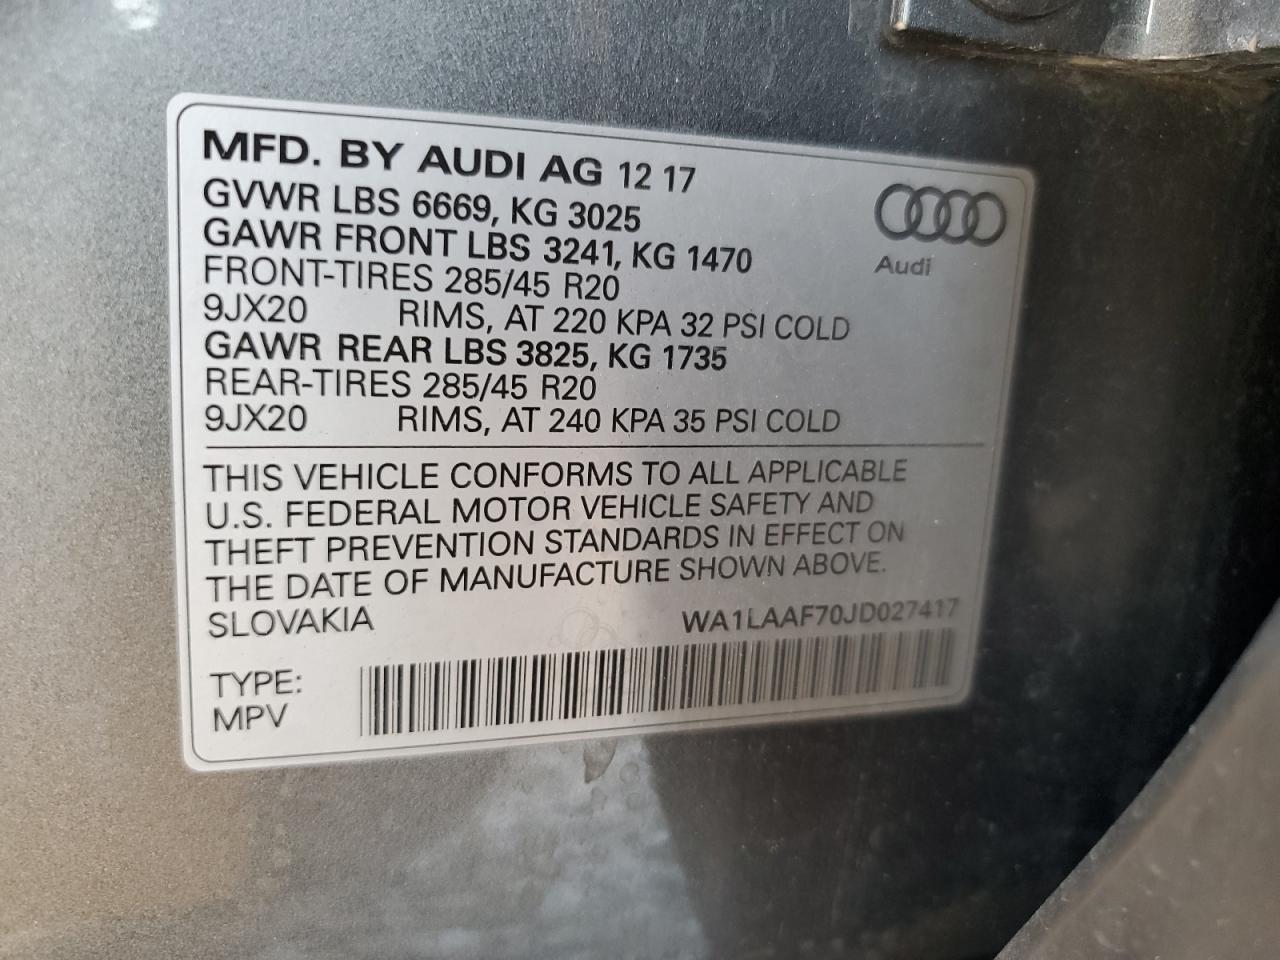 MFD. BY AUDI AG 12 17
GVWR LBS 6669, KG 3025
GAWR FRONT LBS 3241, KG 1470
FRONT-TIRES 285/45 R20
9JX20 RIMS, AT 220 KPA 32 PSI COLD
GAWR REAR LBS 3825, KG 1735
REAR-TIRES 285/45 R20
9JX20 RIMS, AT 240 KPA 35 PSI COLD
Audi
THIS VEHICLE CONFORMS TO ALL APPLICABLE
U.S. FEDERAL MOTOR VEHICLE SAFETY AND
THEFT PREVENTION STANDARDS IN EFFECT ON
THE DATE OF MANUFACTURE SHOWN ABOVE.
SLOVAKIA WA1LAAF70JD027417
TYPE:
MPV